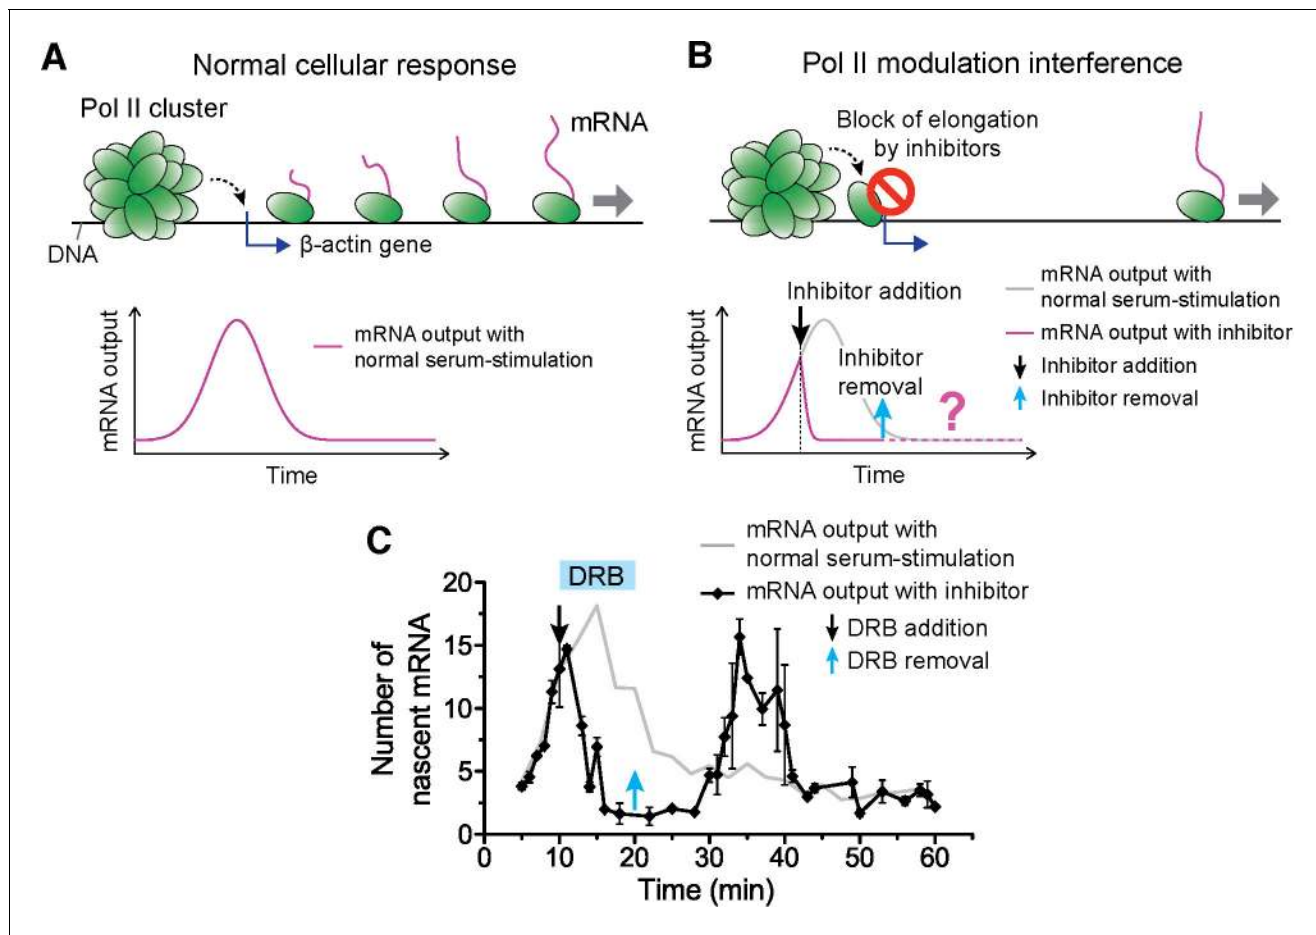 A
Normal cellular response
Pol II cluster
mRNA
DNA
β-actin gene
mRNA output
mRNA output with
normal serum-stimulation
Time
B
Pol II modulation interference
Block of elongation
by inhibitors
mRNA output
Inhibitor addition
Inhibitor
removal
?
Time
mRNA output with
normal serum-stimulation
mRNA output with inhibitor
Inhibitor addition
Inhibitor removal
C
DRB
mRNA output with
normal serum-stimulation
mRNA output with inhibitor
DRB addition
DRB removal
Number of
nascent mRNA
20
15
10
5
0
0 10 20 30 40 50 60
Time (min)